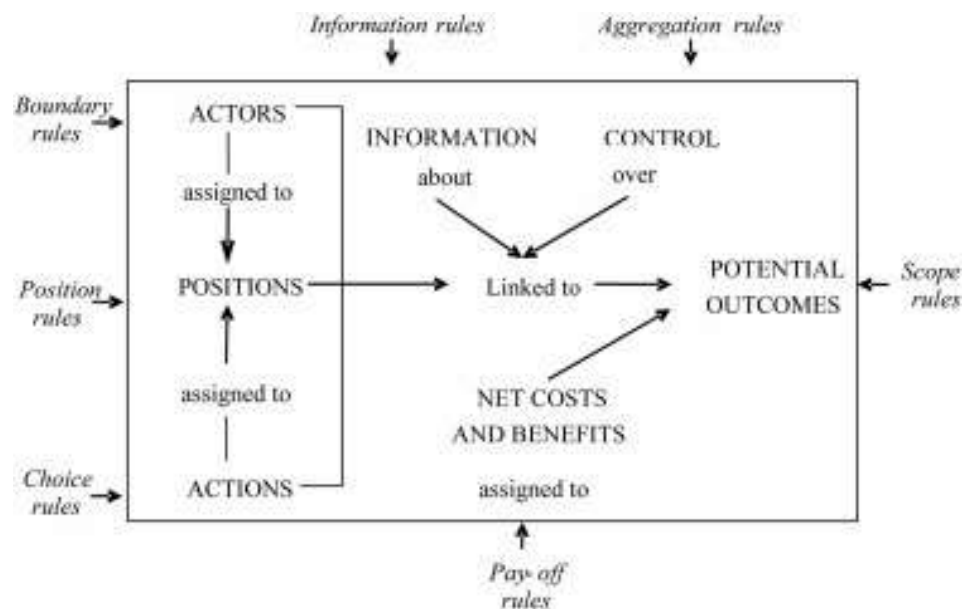 Information rules
Aggregation rules
Boundary
rules
ACTORS
INFORMATION
CONTROL
about
over
assigned to
Position
rules
POSITIONS
Linked to
POTENTIAL
OUTCOMES
Scope
rules
assigned to
NET COSTS
AND BENEFITS
Choice
rules
ACTIONS
assigned to
Pay-off
rules